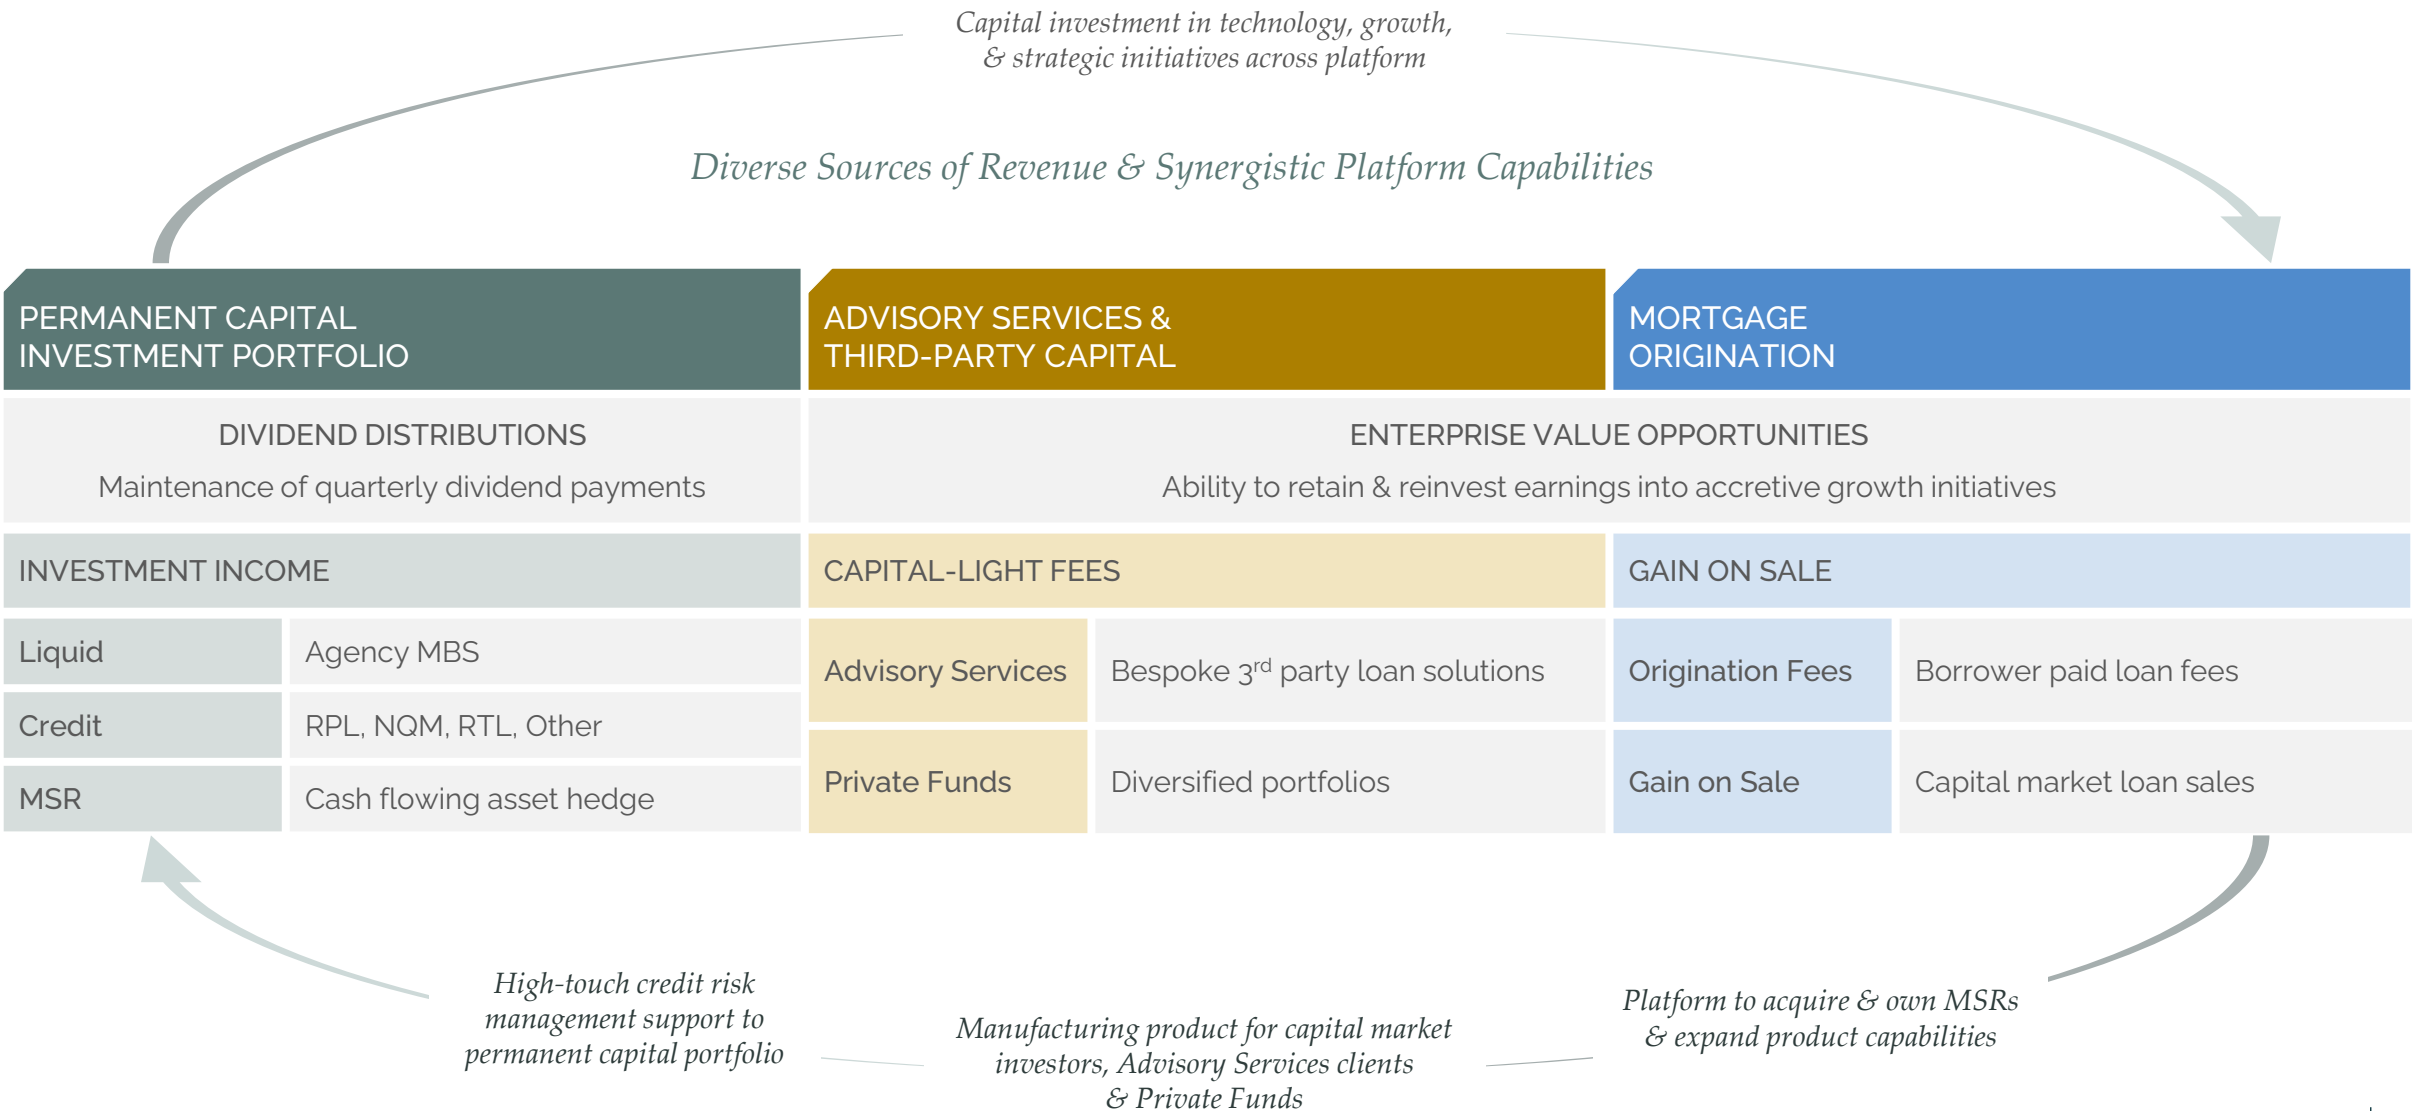 Capital investment in technology, growth,
& strategic initiatives across platform
Diverse Sources of Revenue & Synergistic Platform Capabilities
PERMANENT CAPITAL
INVESTMENT PORTFOLIO
ADVISORY SERVICES &
THIRD-PARTY CAPITAL
MORTGAGE
ORIGINATION
DIVIDEND DISTRIBUTIONS
Maintenance of quarterly dividend payments
ENTERPRISE VALUE OPPORTUNITIES
Ability to retain & reinvest earnings into accretive growth initiatives
INVESTMENT INCOME
Liquid
Agency MBS
Credit
RPL, NQM, RTL, Other
MSR
Cash flowing asset hedge
CAPITAL-LIGHT FEES
Advisory Services
Bespoke 3rd party loan solutions
Private Funds
Diversified portfolios
GAIN ON SALE
Origination Fees
Borrower paid loan fees
Gain on Sale
Capital market loan sales
High-touch credit risk
management support to
permanent capital portfolio
Manufacturing product for capital market
investors, Advisory Services clients
& Private Funds
Platform to acquire & own MSRs
& expand product capabilities